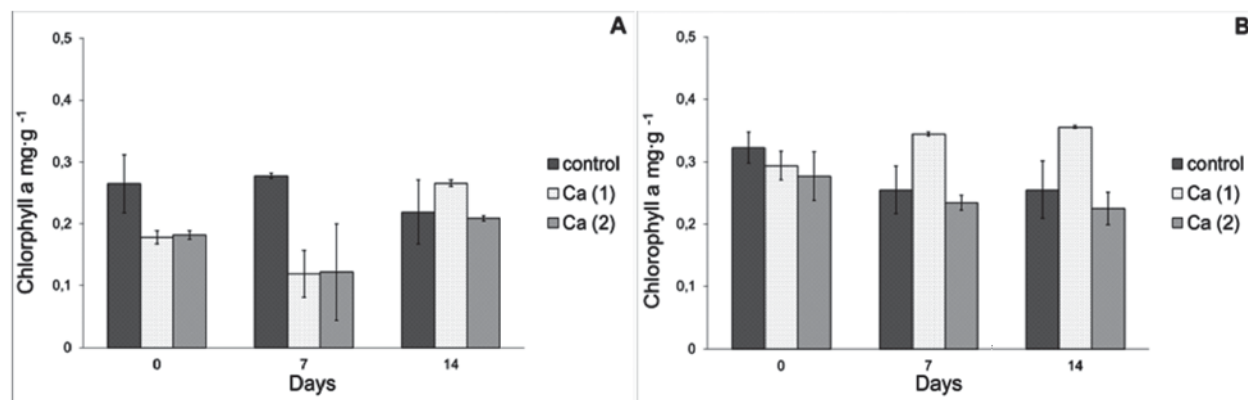 A
0,5
0,4
0,3
0,2
0,1
0
Chlorphyll a mg·g -1
0 7 14
Days
control
Ca (1)
Ca (2)
B
0,5
0,4
0,3
0,2
0,1
0
Chlorophyll a mg·g -1
0 7 14
Days
control
Ca (1)
Ca (2)